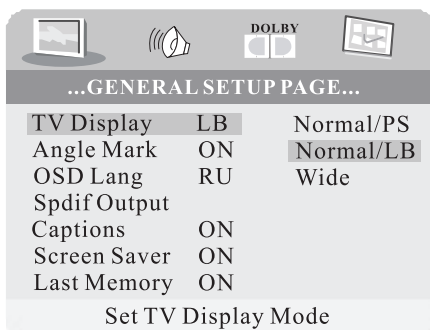 DOLBY
...GENERAL SETUP PAGE...
TV Display LB Normal/PS
Angle Mark ON Normal/LB
OSD Lang RU Wide
Spdif Output
Captions ON
Screen Saver ON
Last Memory ON
Set TV Display Mode